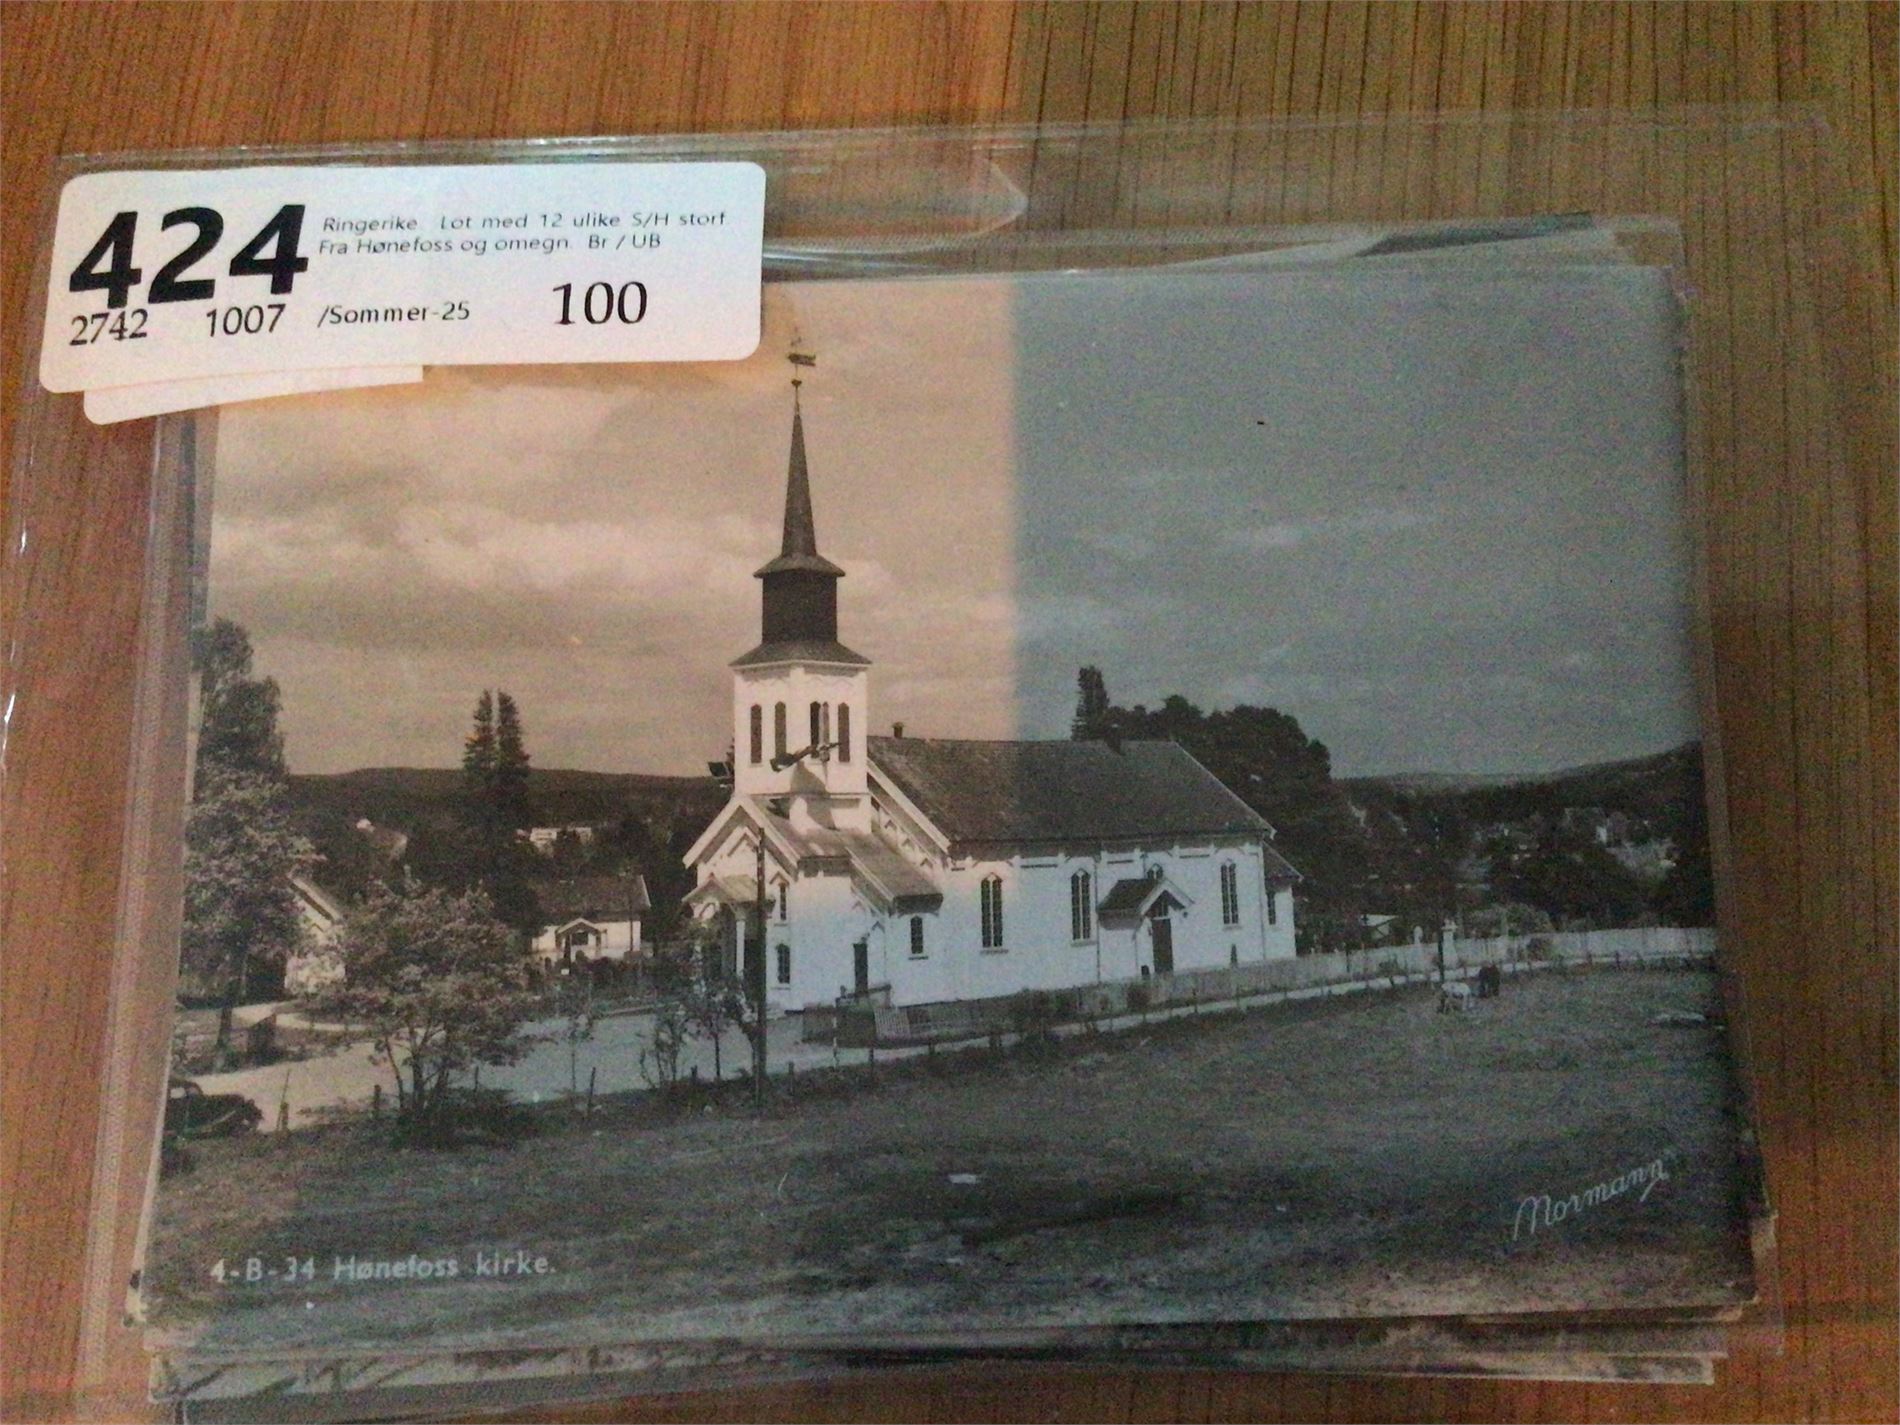 424
Ringerike. Lot med 12 ulike S/H storf.
Fra Hønefoss og omegn. Br / UB
2742 1007 /Sommer-25 100
4-B-34 Hønefoss kirke.
Normann